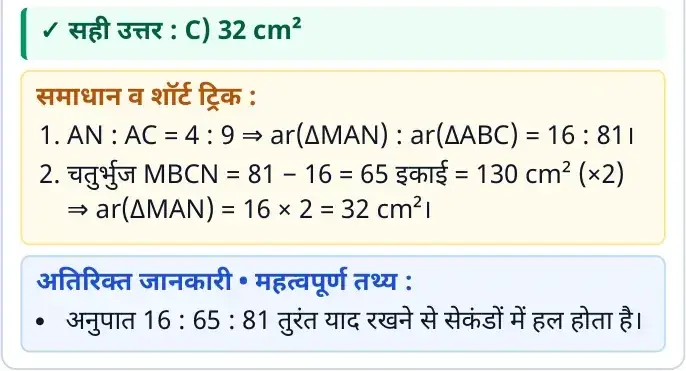 ✓ सही उत्तर : C) 32 cm²
समाधान व शॉर्ट ट्रिक :
1. AN : AC = 4 : 9 ⇒ ar(ΔMAN) : ar(ΔABC) = 16 : 81।
2. चतुर्भुज MBCN = 81 − 16 = 65 इकाई = 130 cm² (×2)
⇒ ar(ΔMAN) = 16 × 2 = 32 cm²।
अतिरिक्त जानकारी • महत्वपूर्ण तथ्य :
• अनुपात 16 : 65 : 81 तुरंत याद रखने से सेकंडों में हल होता है।